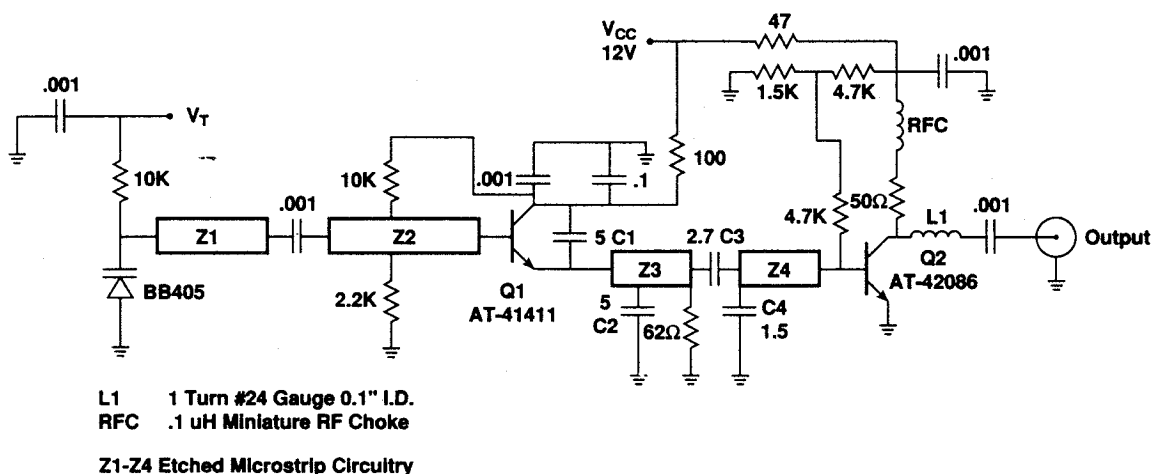 47
V_CC
12V
.001
.001
1.5K
4.7K
V_T
RFC
10K
10K
.001
.1
100
.001
4.7K
50Ω
L1
.001
Z1
Z2
5 C1
2.7 C3
Output
Z3
Z4
Q2
AT-42086
BB405
2.2K
Q1
AT-41411
5
C2
62Ω
C4
1.5
L1 1 Turn #24 Gauge 0.1" I.D.
RFC .1 uH Miniature RF Choke
Z1-Z4 Etched Microstrip Circuitry